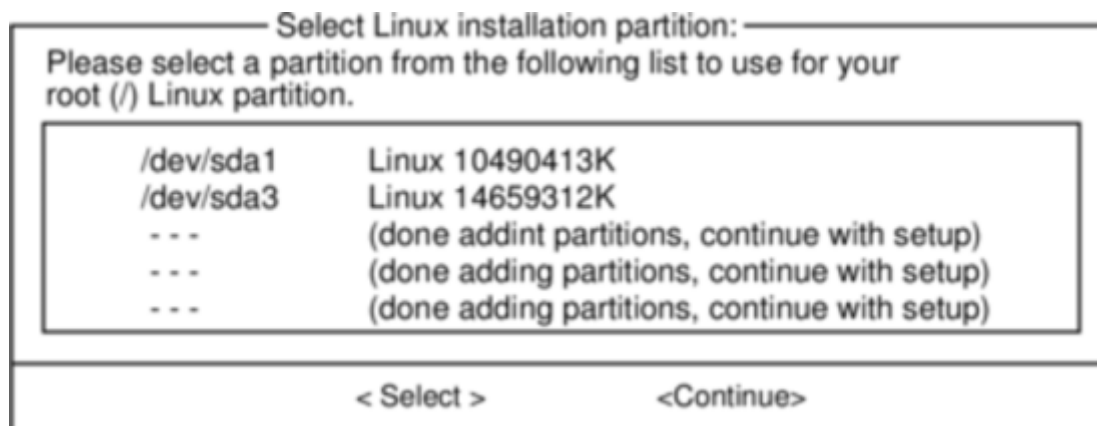 Select Linux installation partition:
Please select a partition from the following list to use for your
root (/) Linux partition.
/dev/sda1 Linux 10490413K
/dev/sda3 Linux 14659312K
- - - (done addint partitions, continue with setup)
- - - (done adding partitions, continue with setup)
- - - (done adding partitions, continue with setup)
< Select > <Continue>